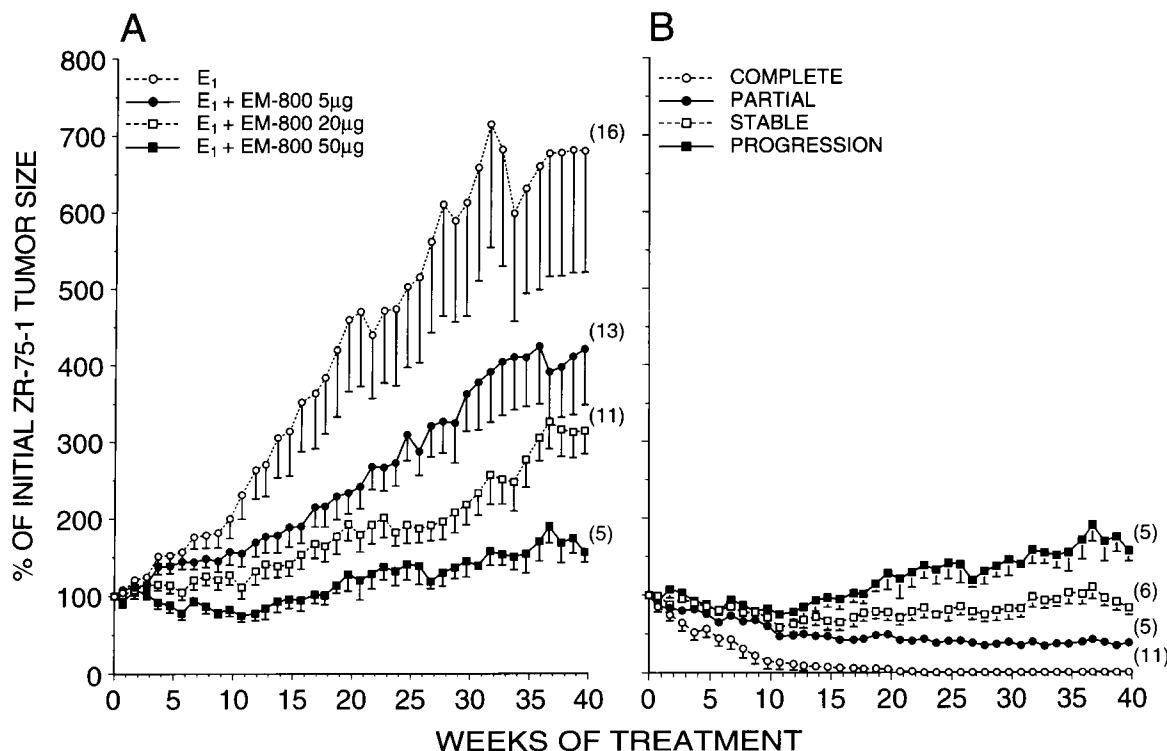 A
B
% OF INITIAL ZR-75-1 TUMOR SIZE
800
700
600
500
400
300
200
100
0
E1
E1 + EM-800 5µg
E1 + EM-800 20µg
E1 + EM-800 50µg
(16)
(13)
(11)
(5)
COMPLETE
PARTIAL
STABLE
PROGRESSION
(5)
(6)
(5)
(11)
0 5 10 15 20 25 30 35 40
0 5 10 15 20 25 30 35 40
WEEKS OF TREATMENT